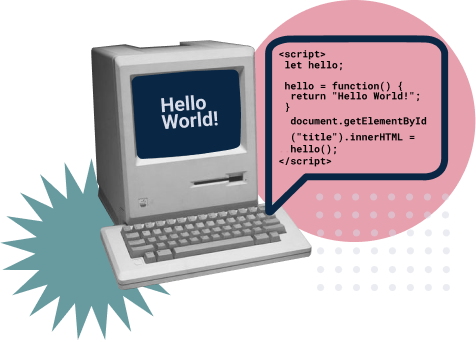 Hello
World!
<script>
let hello;
hello = function() {
return "Hello World!";
}
document.getElementById
("title").innerHTML =
hello();
</script>